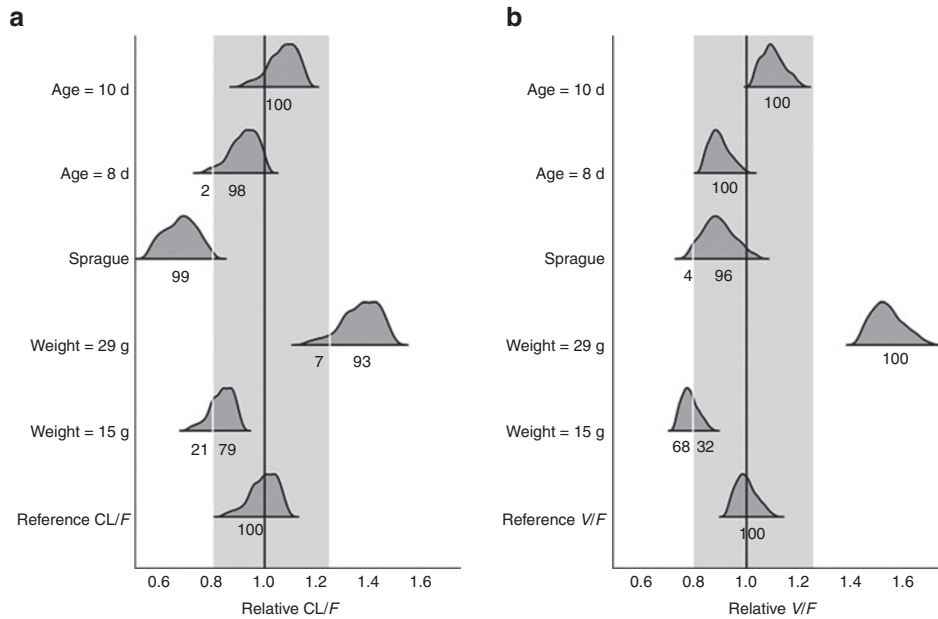 a
Age = 10 d
100
Age = 8 d
2 98
Sprague
99
Weight = 29 g
7 93
Weight = 15 g
21 79
Reference CL/F
100
0.6 0.8 1.0 1.2 1.4 1.6
Relative CL/F
b
Age = 10 d
100
Age = 8 d
100
Sprague
4 96
Weight = 29 g
100
Weight = 15 g
68 32
Reference V/F
100
0.6 0.8 1.0 1.2 1.4 1.6
Relative V/F